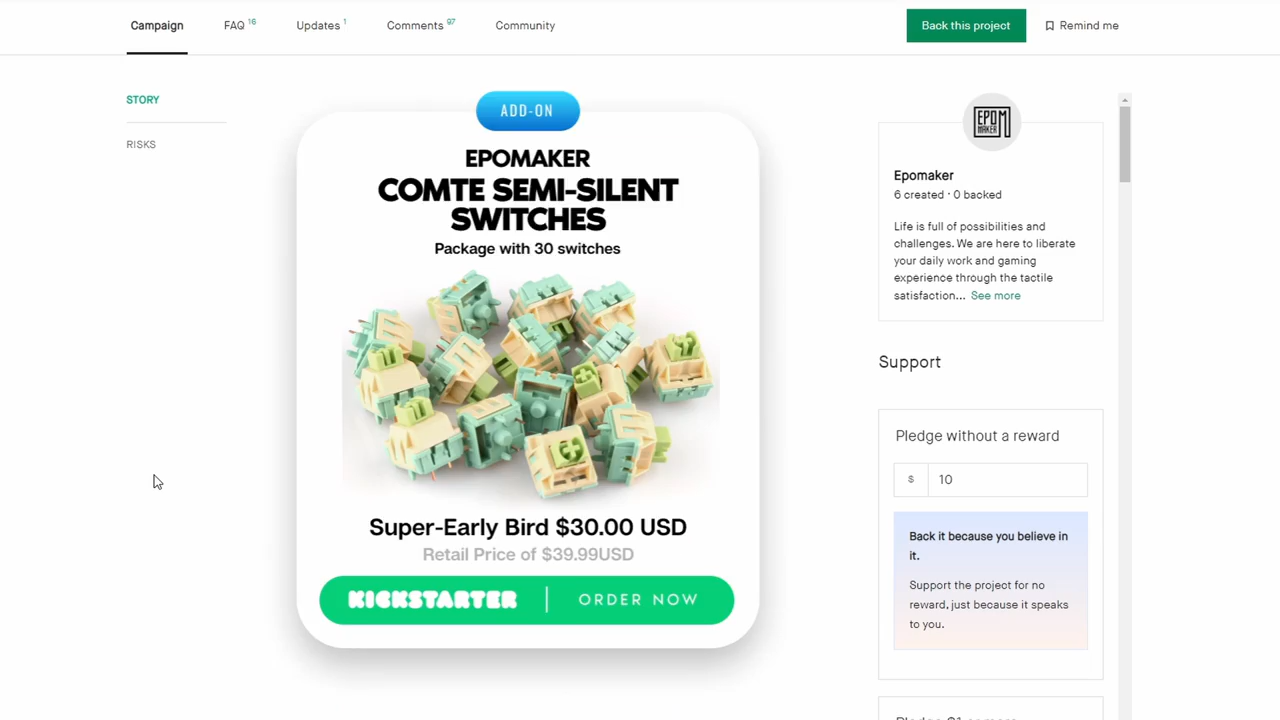 Campaign
FAQ 16
Updates 1
Comments 97
Community
Back this project
Remind me
STORY
RISKS
ADD-ON
EPOMAKER
COMTE SEMI-SILENT
SWITCHES
Package with 30 switches
Super-Early Bird $30.00 USD
Retail Price of $39.99USD
KICKSTARTER | ORDER NOW
EPOMAKER
Epomaker
6 created · 0 backed
Life is full of possibilities and
challenges. We are here to liberate
your daily work and gaming
experience through the tactile
satisfaction... See more
Support
Pledge without a reward
$ 10
Back it because you believe in
it.
Support the project for no
reward, just because it speaks
to you.